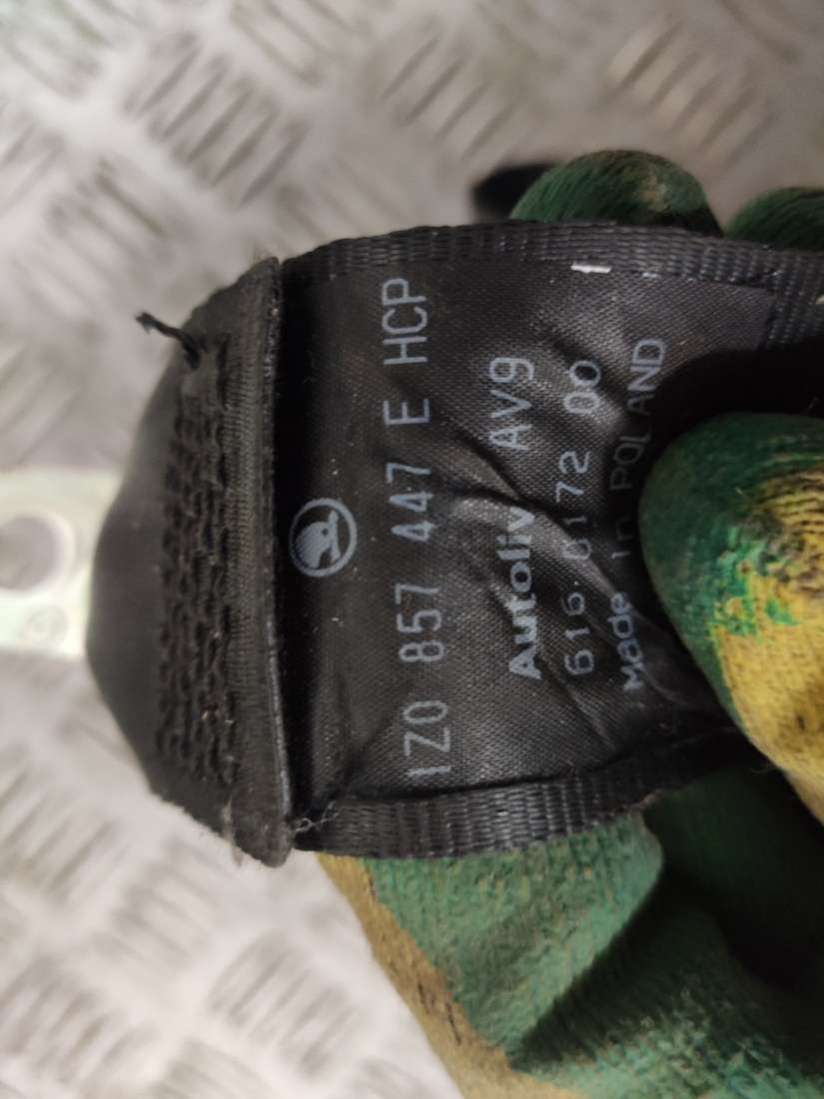 1Z0 857 447 E HCP
Autoliv AV9
616 0172 00
Made in POLAND